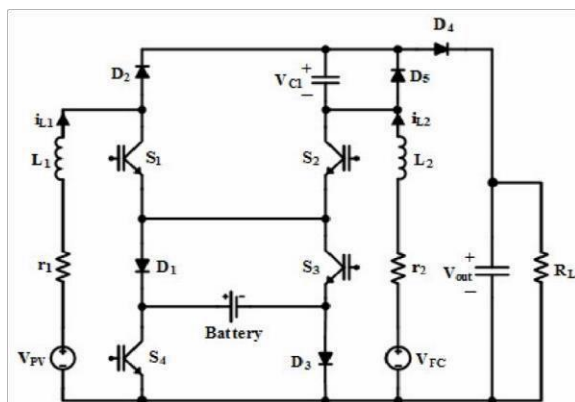 D4
D2
VC1
+
−
D5
iL1
iL2
L1
S1
S2
L2
r1
D1
S3
r2
+
Vout
−
RL
+ -
Battery
VPV
S4
D3
VFC